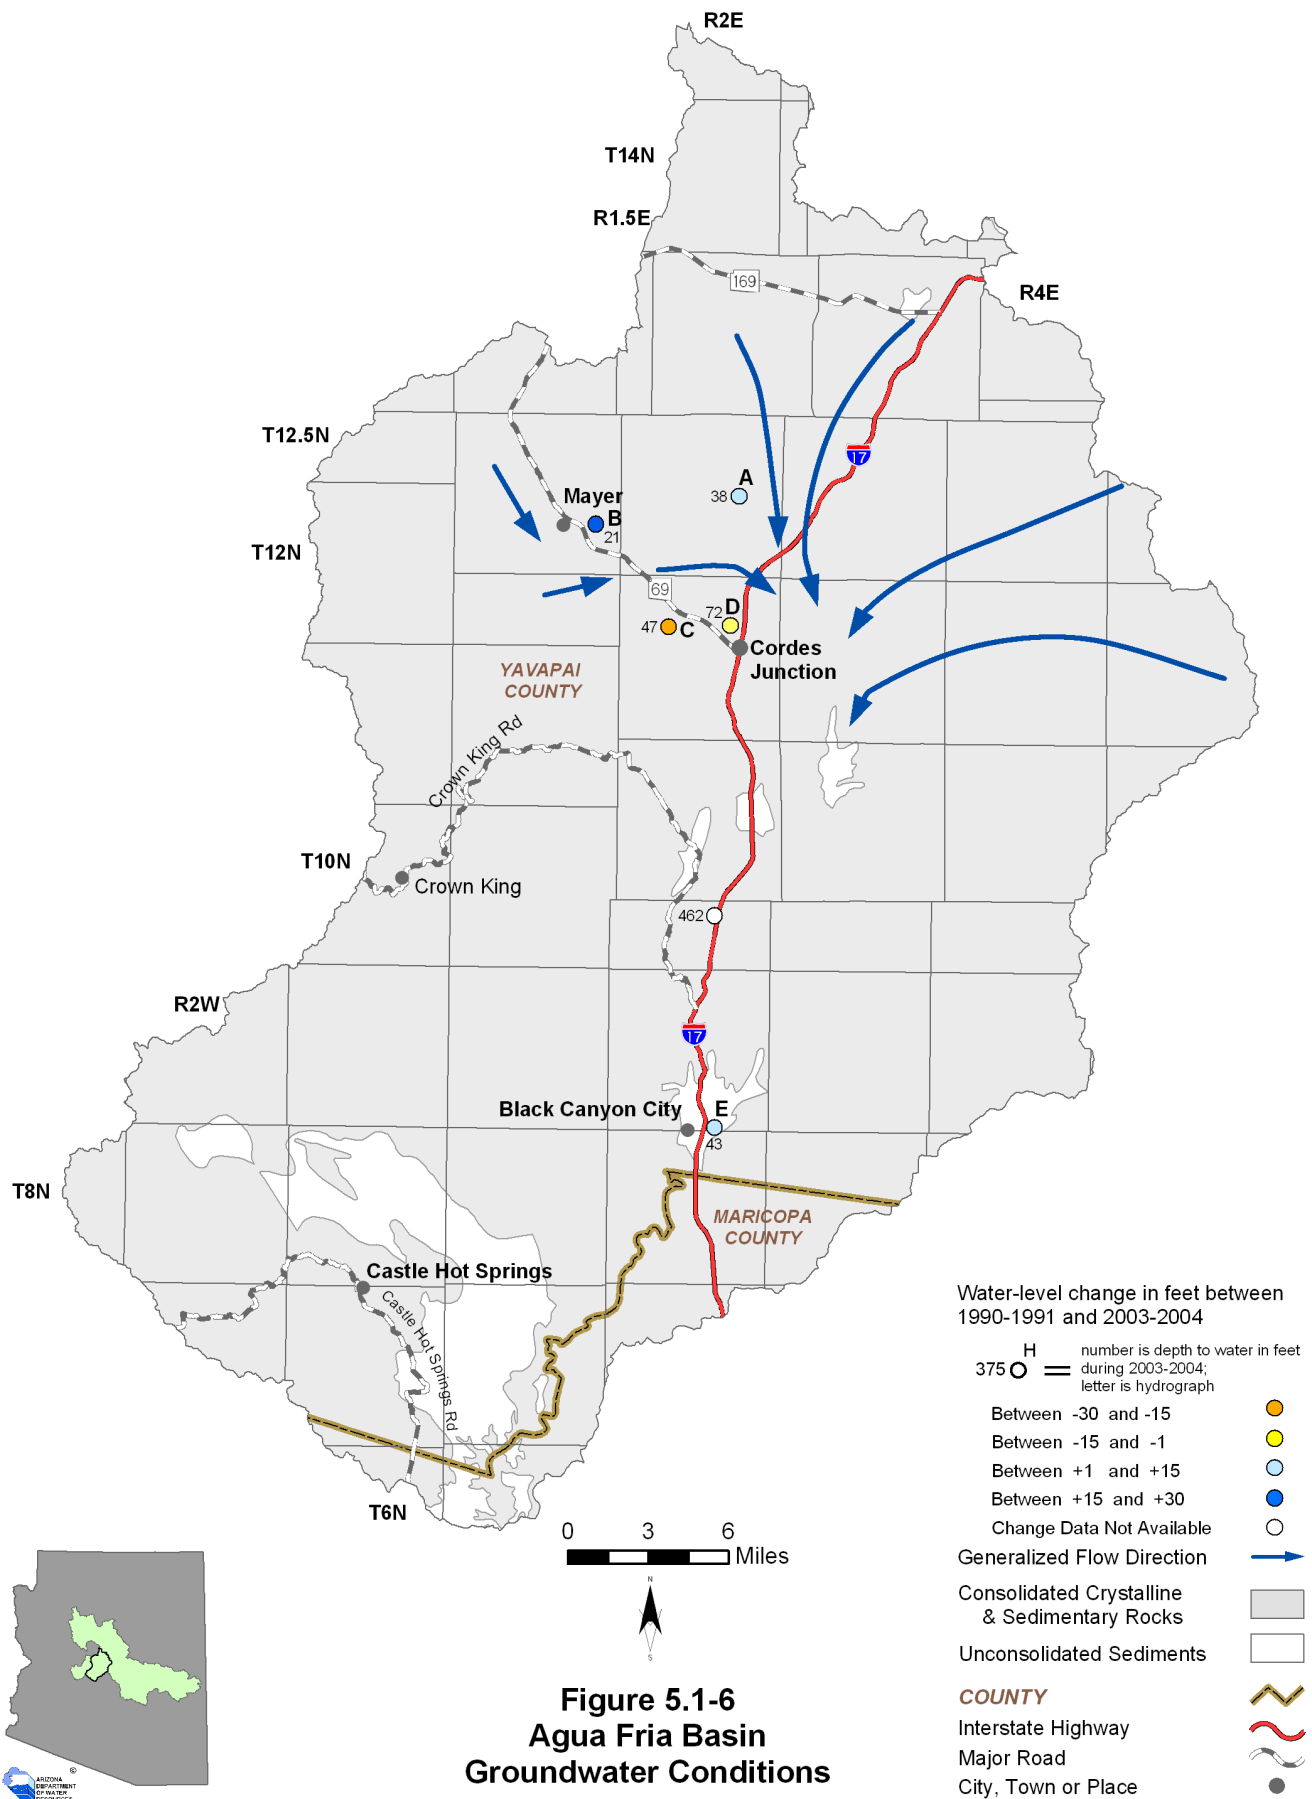 R2E
T14N
R1.5E
169
R4E
T12.5N
17
A
38
Mayer
B
21
T12N
69
72 D
47 C
Cordes
Junction
YAVAPAI
COUNTY
Crown King Rd
T10N
Crown King
462
R2W
17
Black Canyon City
E
43
T8N
MARICOPA
COUNTY
Castle Hot Springs
Castle Hot Springs Rd
T6N
Water-level change in feet between
1990-1991 and 2003-2004
H
375
number is depth to water in feet
during 2003-2004;
letter is hydrograph
Between -30 and -15
Between -15 and -1
Between +1 and +15
Between +15 and +30
Change Data Not Available
Generalized Flow Direction
Consolidated Crystalline
& Sedimentary Rocks
Unconsolidated Sediments
COUNTY
Interstate Highway
Major Road
City, Town or Place
0 3 6
Miles
N
S
Figure 5.1-6
Agua Fria Basin
Groundwater Conditions
©
ARIZONA
DEPARTMENT
OF WATER
RESOURCES